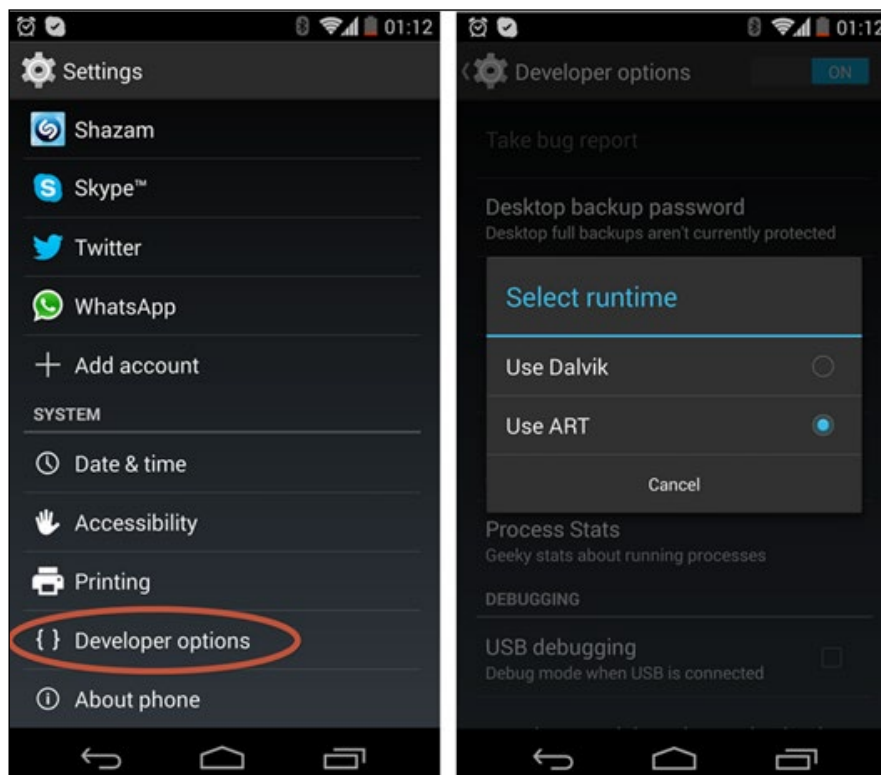 01:12
Settings
Shazam
Skype™
Twitter
WhatsApp
Add account
SYSTEM
Date & time
Accessibility
Printing
{ } Developer options
About phone
01:12
Developer options
ON
Take bug report
Desktop backup password
Desktop full backups aren't currently protected
Select runtime
Use Dalvik
Use ART
Cancel
Process Stats
Geeky stats about running processes
DEBUGGING
USB debugging
Debug mode when USB is connected